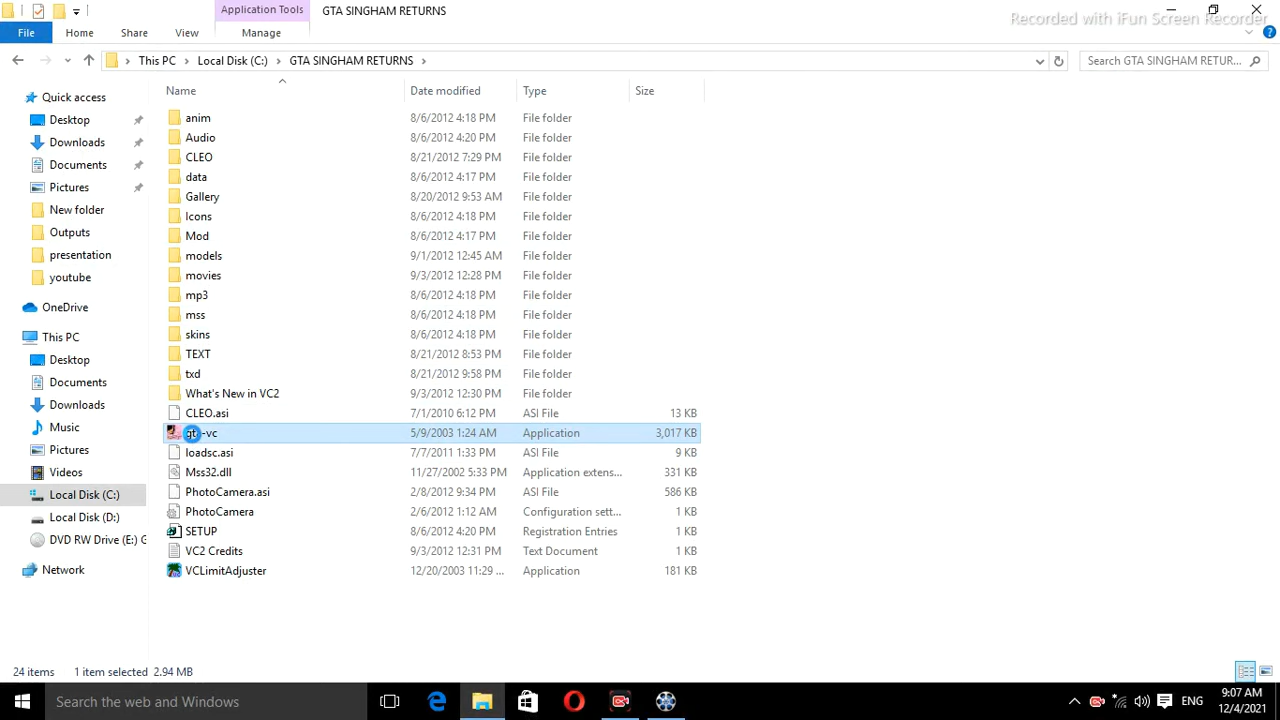 Application Tools GTA SINGHAM RETURNS
Recorded with iFun Screen Recorder
File Home Share View Manage
This PC Local Disk (C:) GTA SINGHAM RETURNS Search GTA SINGHAM RETUR...
Name Date modified Type Size
Quick access
Desktop
Downloads
Documents
Pictures
New folder
Outputs
presentation
youtube
OneDrive
This PC
Desktop
Documents
Downloads
Music
Pictures
Videos
Local Disk (C:)
Local Disk (D:)
DVD RW Drive (E:) G
Network
anim 8/6/2012 4:18 PM File folder
Audio 8/6/2012 4:20 PM File folder
CLEO 8/21/2012 7:29 PM File folder
data 8/6/2012 4:17 PM File folder
Gallery 8/20/2012 9:53 AM File folder
Icons 8/6/2012 4:18 PM File folder
Mod 8/6/2012 4:17 PM File folder
models 9/1/2012 12:45 AM File folder
movies 9/3/2012 12:28 PM File folder
mp3 8/6/2012 4:18 PM File folder
mss 8/6/2012 4:18 PM File folder
skins 8/6/2012 4:18 PM File folder
TEXT 8/21/2012 8:53 PM File folder
txd 8/21/2012 9:58 PM File folder
What's New in VC2 9/3/2012 12:30 PM File folder
CLEO.asi 7/1/2010 6:12 PM ASI File 13 KB
gta-vc 5/9/2003 1:24 AM Application 3,017 KB
loadsc.asi 7/7/2011 1:33 PM ASI File 9 KB
Mss32.dll 11/27/2002 5:33 PM Application extens... 331 KB
PhotoCamera.asi 2/8/2012 9:34 PM ASI File 586 KB
PhotoCamera 2/6/2012 1:12 AM Configuration sett... 1 KB
SETUP 8/6/2012 4:20 PM Registration Entries 1 KB
VC2 Credits 9/3/2012 12:31 PM Text Document 1 KB
VCLimitAdjuster 12/20/2003 11:29 ... Application 181 KB
24 items 1 item selected 2.94 MB
Search the web and Windows
ENG
9:07 AM
12/4/2021